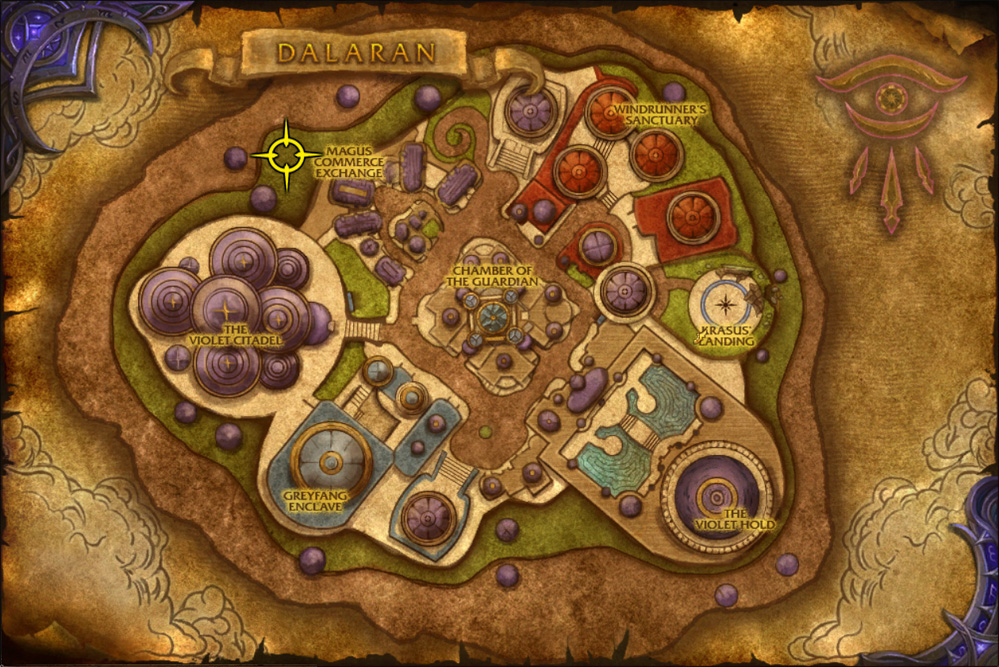 DALARAN
WINDRUNNER'S
SANCTUARY
MAGUS
COMMERCE
EXCHANGE
CHAMBER OF
THE GUARDIAN
THE
VIOLET CITADEL
KRASUS'
LANDING
GREYFANG
ENCLAVE
THE
VIOLET HOLD